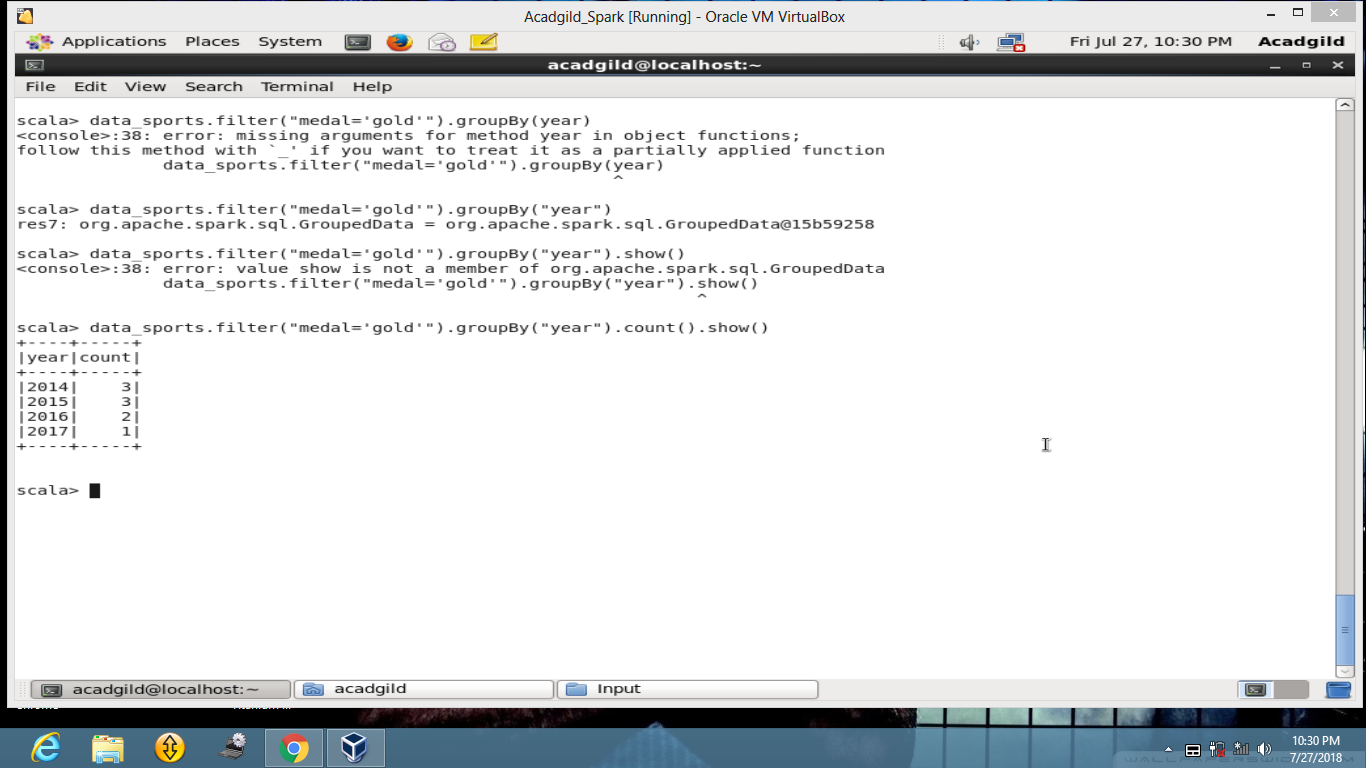 Acadgild_Spark [Running] - Oracle VM VirtualBox
Applications Places System Fri Jul 27, 10:30 PM Acadgild
acadgild@localhost:~
File Edit View Search Terminal Help
scala> data_sports.filter("medal='gold'").groupBy(year)
<console>:38: error: missing arguments for method year in object functions;
follow this method with `_' if you want to treat it as a partially applied function
              data_sports.filter("medal='gold'").groupBy(year)
                                                         ^
scala> data_sports.filter("medal='gold'").groupBy("year")
res7: org.apache.spark.sql.GroupedData = org.apache.spark.sql.GroupedData@15b59258
scala> data_sports.filter("medal='gold'").groupBy("year").show()
<console>:38: error: value show is not a member of org.apache.spark.sql.GroupedData
              data_sports.filter("medal='gold'").groupBy("year").show()
                                                                 ^
scala> data_sports.filter("medal='gold'").groupBy("year").count().show()
+----+-----+
|year|count|
+----+-----+
|2014|    3|
|2015|    3|
|2016|    2|
|2017|    1|
+----+-----+
scala>
acadgild@localhost:~ acadgild Input
10:30 PM
7/27/2018